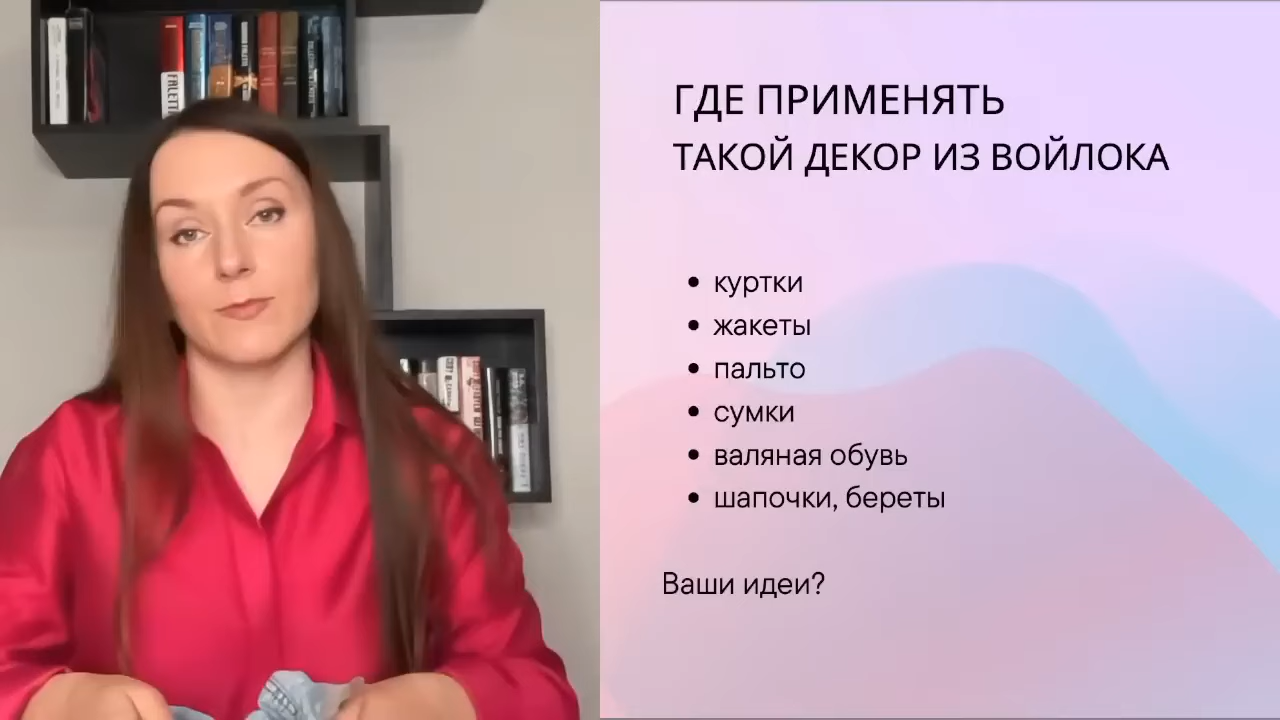 ГДЕ ПРИМЕНЯТЬ
ТАКОЙ ДЕКОР ИЗ ВОЙЛОКА
• куртки
• жакеты
• пальто
• сумки
• валяная обувь
• шапочки, береты
Ваши идеи?